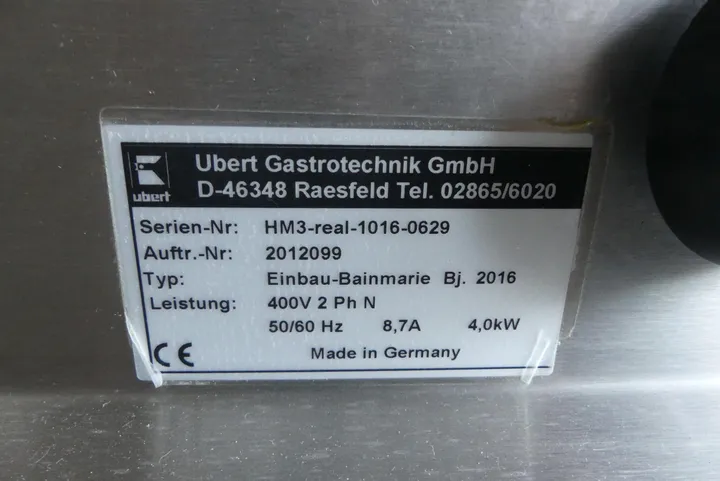 Ubert Gastrotechnik GmbH
D-46348 Raesfeld Tel. 02865/6020
ubert
Serien-Nr: HM3-real-1016-0629
Auftr.-Nr: 2012099
Typ: Einbau-Bainmarie Bj. 2016
Leistung: 400V 2 Ph N
50/60 Hz 8,7A 4,0kW
CE Made in Germany